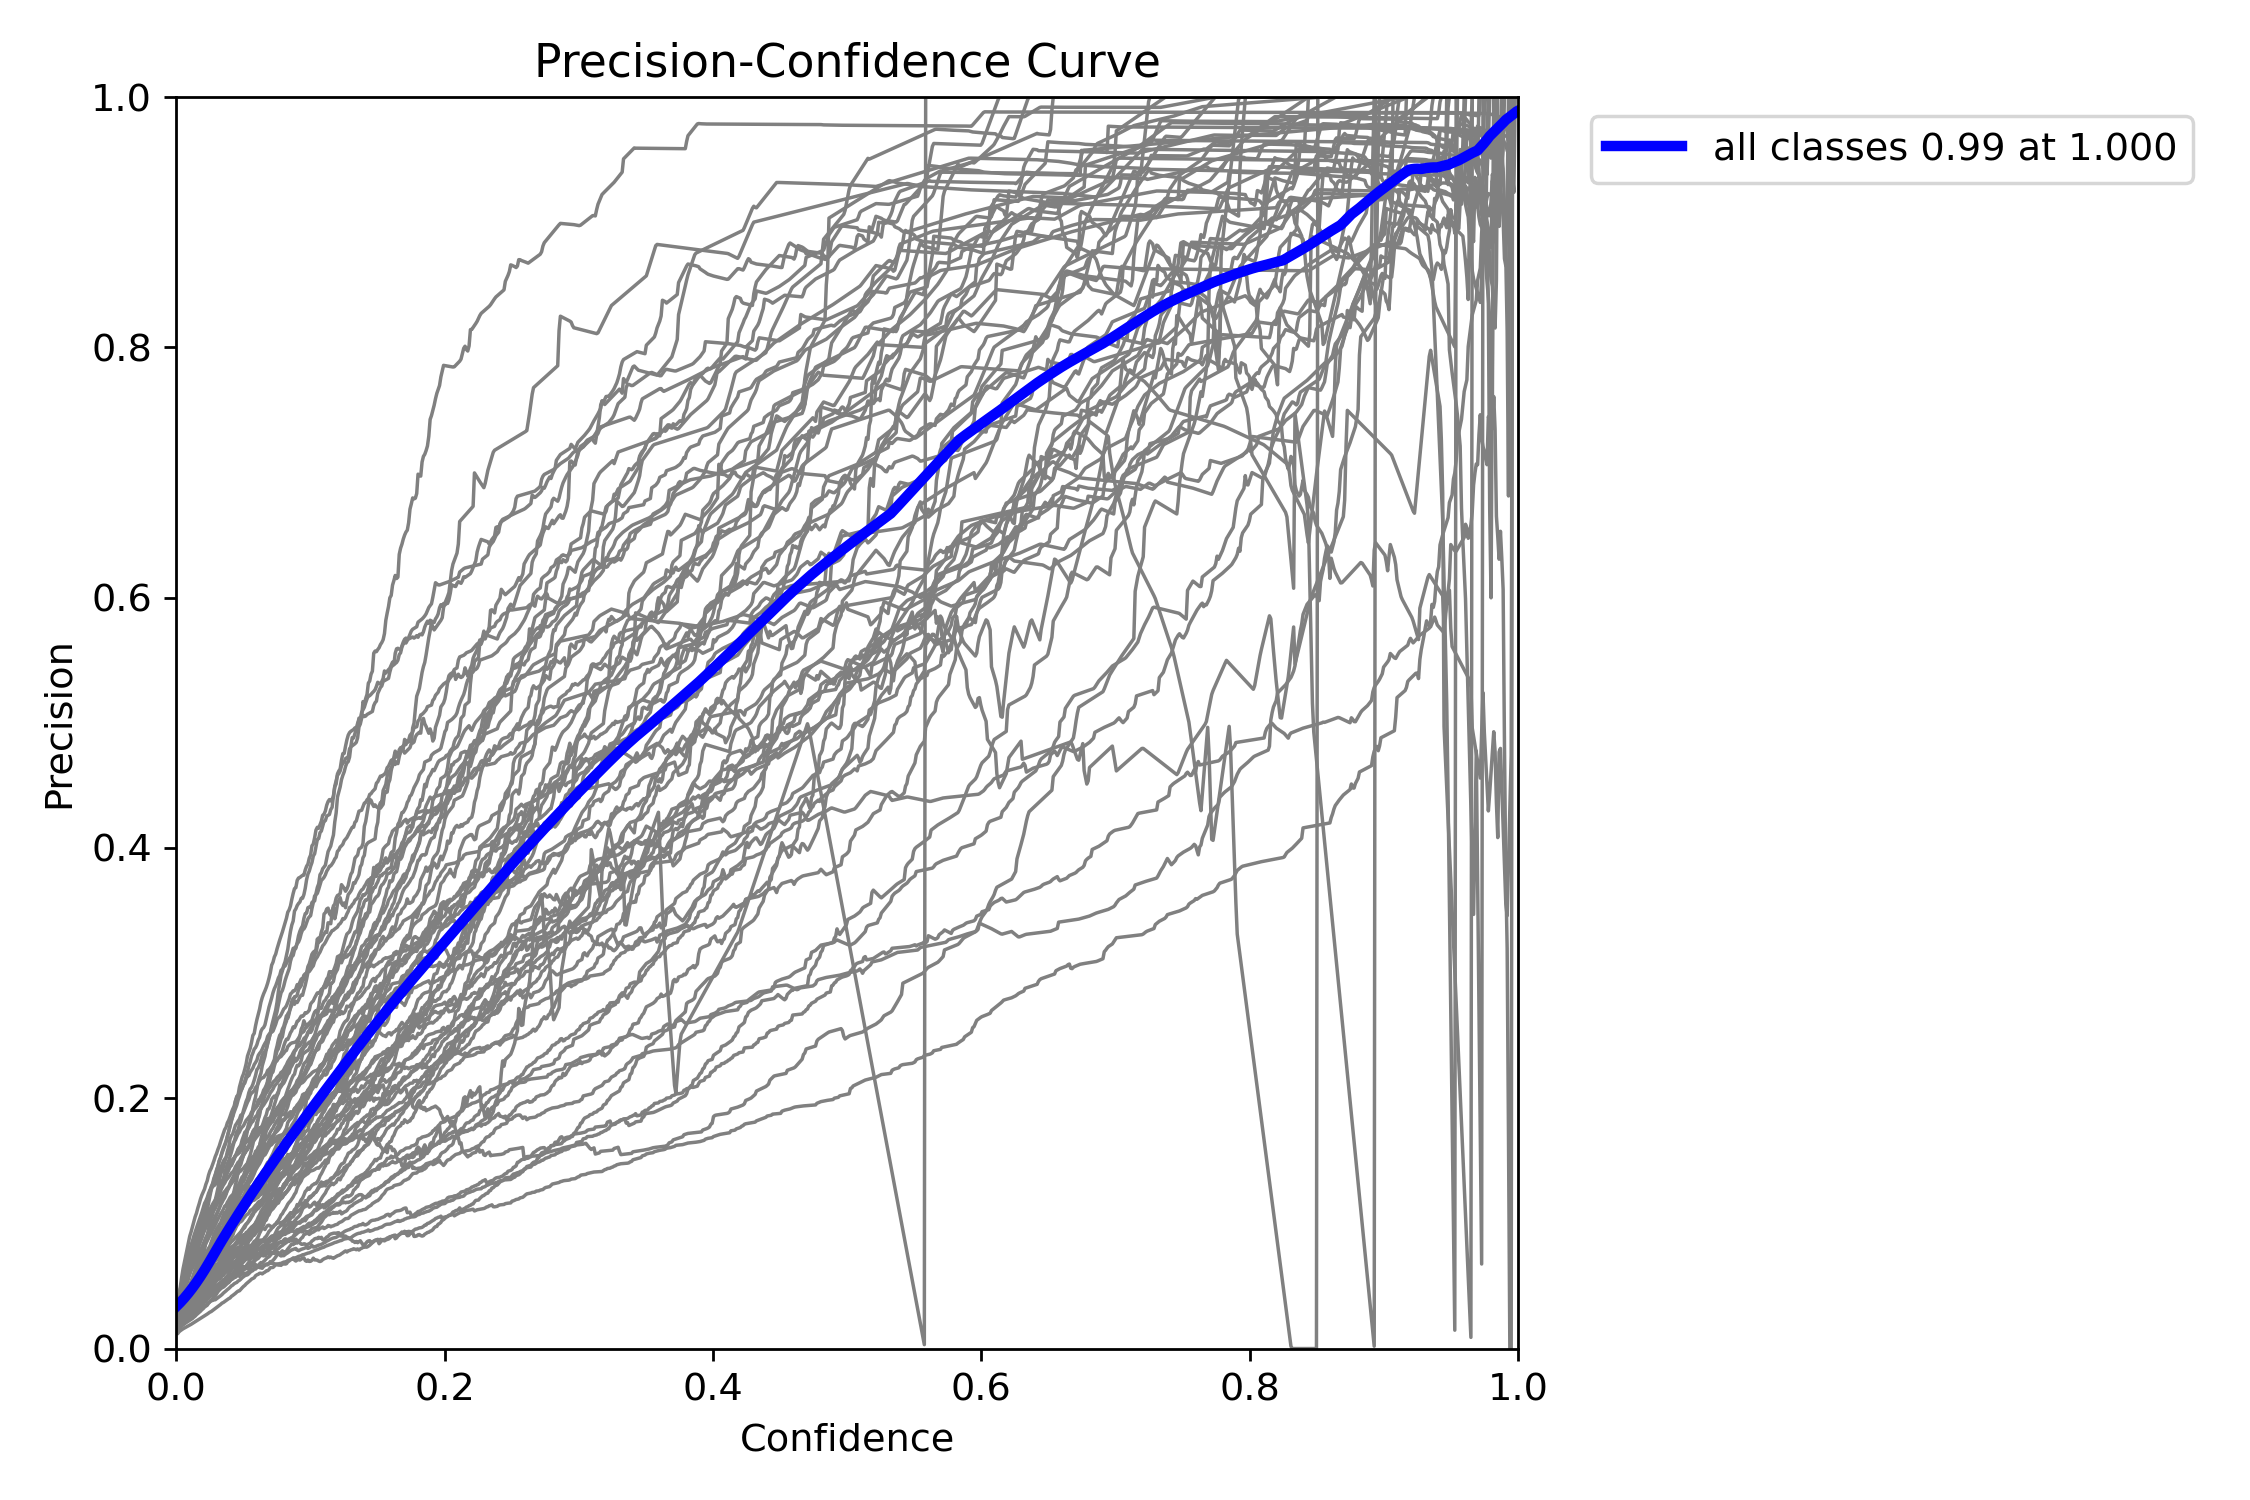 Precision-Confidence Curve
all classes 0.99 at 1.000
Precision
1.0
0.8
0.6
0.4
0.2
0.0
0.0 0.2 0.4 0.6 0.8 1.0
Confidence